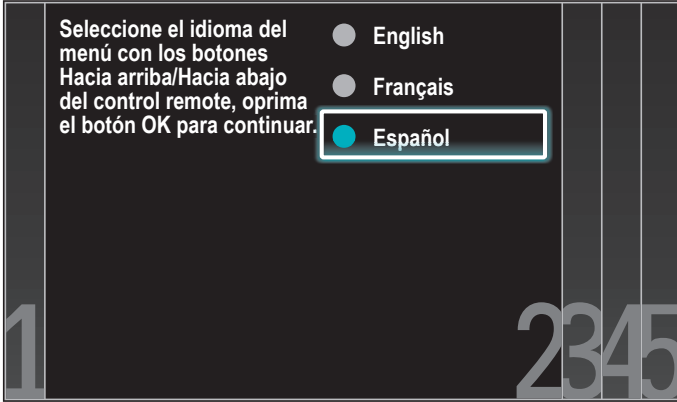 Seleccione el idioma del
menú con los botones
Hacia arriba/Hacia abajo
del control remote, oprima
el botón OK para continuar.
English
Français
Español
1
2
3
4
5